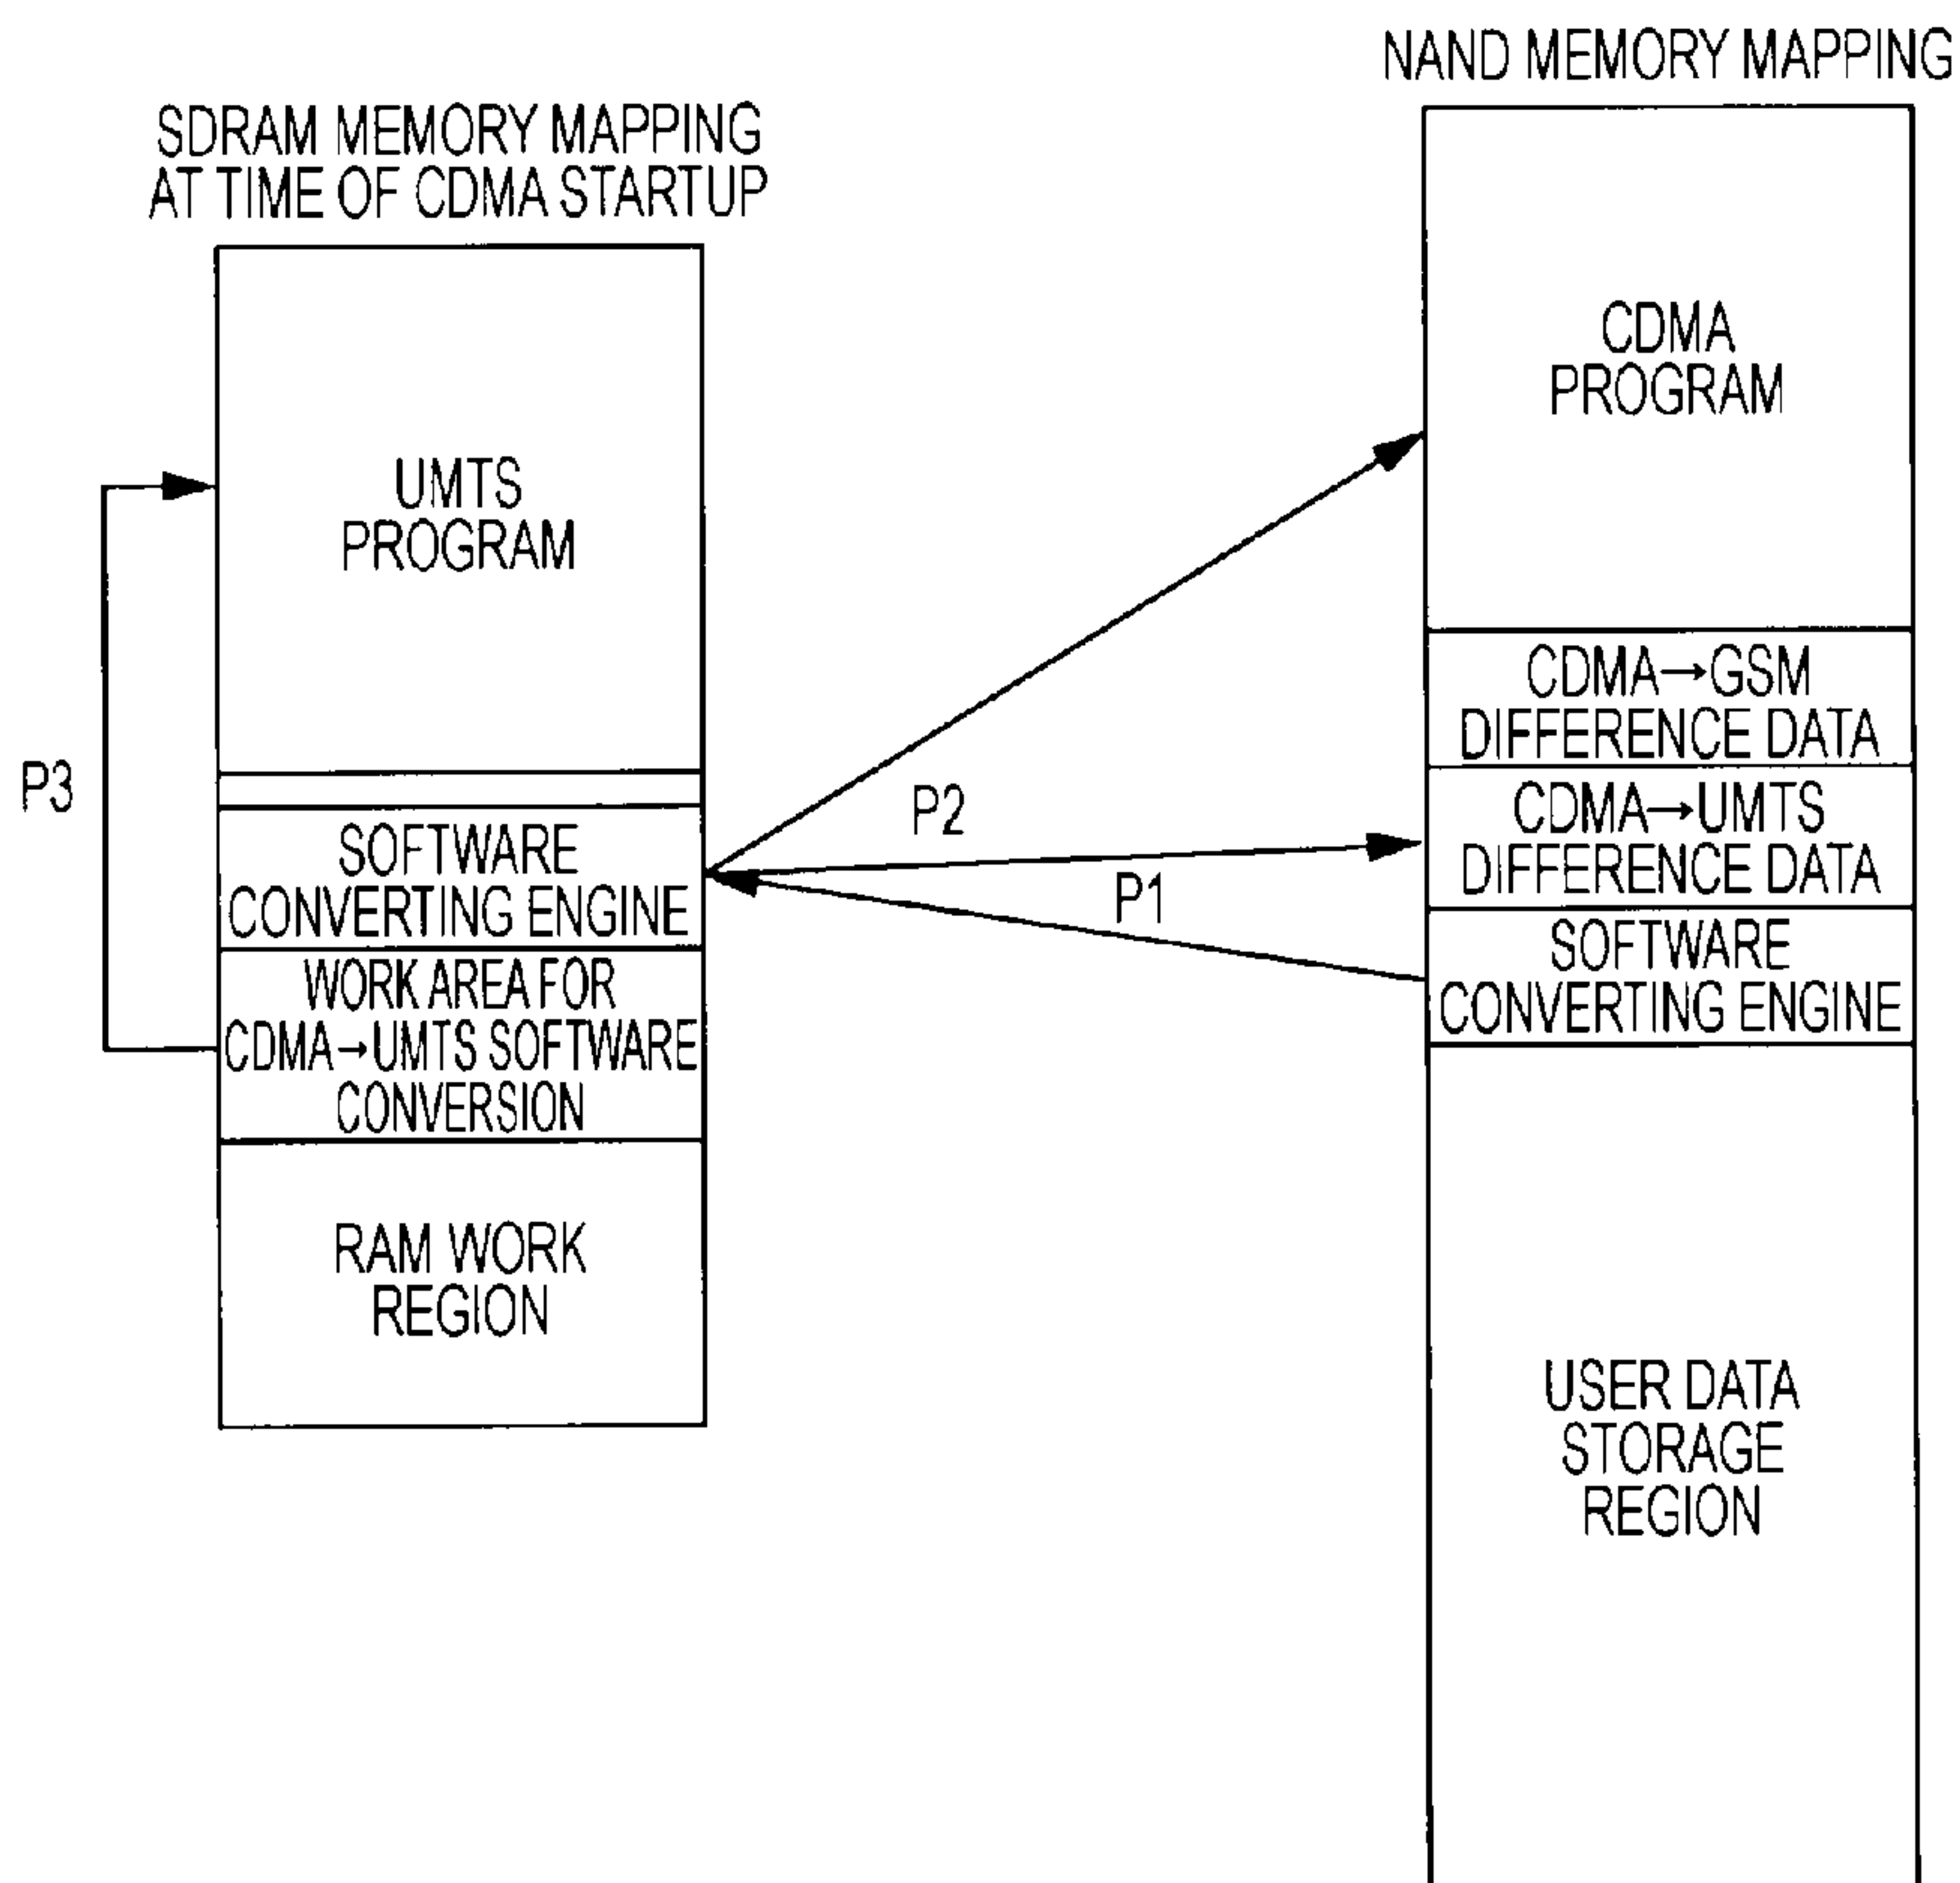 NAND MEMORY MAPPING
SDRAM MEMORY MAPPING
AT TIME OF CDMA STARTUP
UMTS
PROGRAM
SOFTWARE
CONVERTING ENGINE
WORK AREA FOR
CDMA→UMTS SOFTWARE
CONVERSION
RAM WORK
REGION
P3
P2
P1
CDMA
PROGRAM
CDMA→GSM
DIFFERENCE DATA
CDMA→UMTS
DIFFERENCE DATA
SOFTWARE
CONVERTING ENGINE
USER DATA
STORAGE
REGION